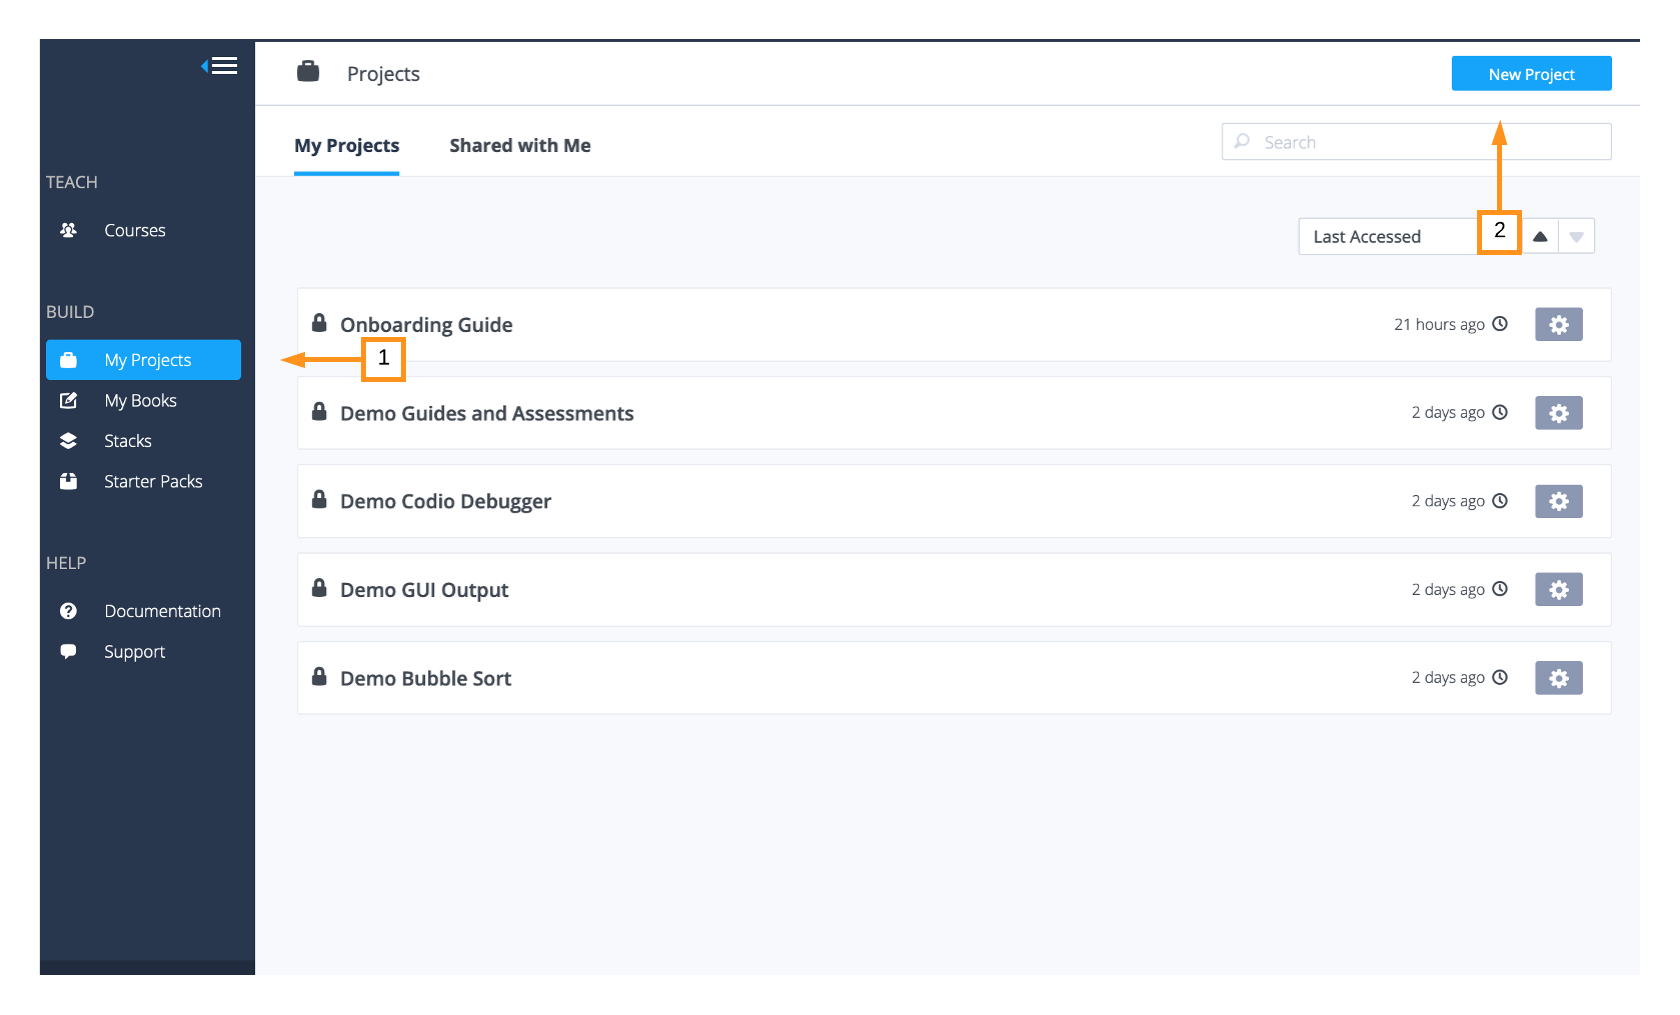 Projects
New Project
My Projects
Shared with Me
Search
TEACH
Courses
Last Accessed
2
BUILD
My Projects
My Books
Stacks
Starter Packs
HELP
Documentation
Support
Onboarding Guide
21 hours ago
1
Demo Guides and Assessments
2 days ago
Demo Codio Debugger
2 days ago
Demo GUI Output
2 days ago
Demo Bubble Sort
2 days ago